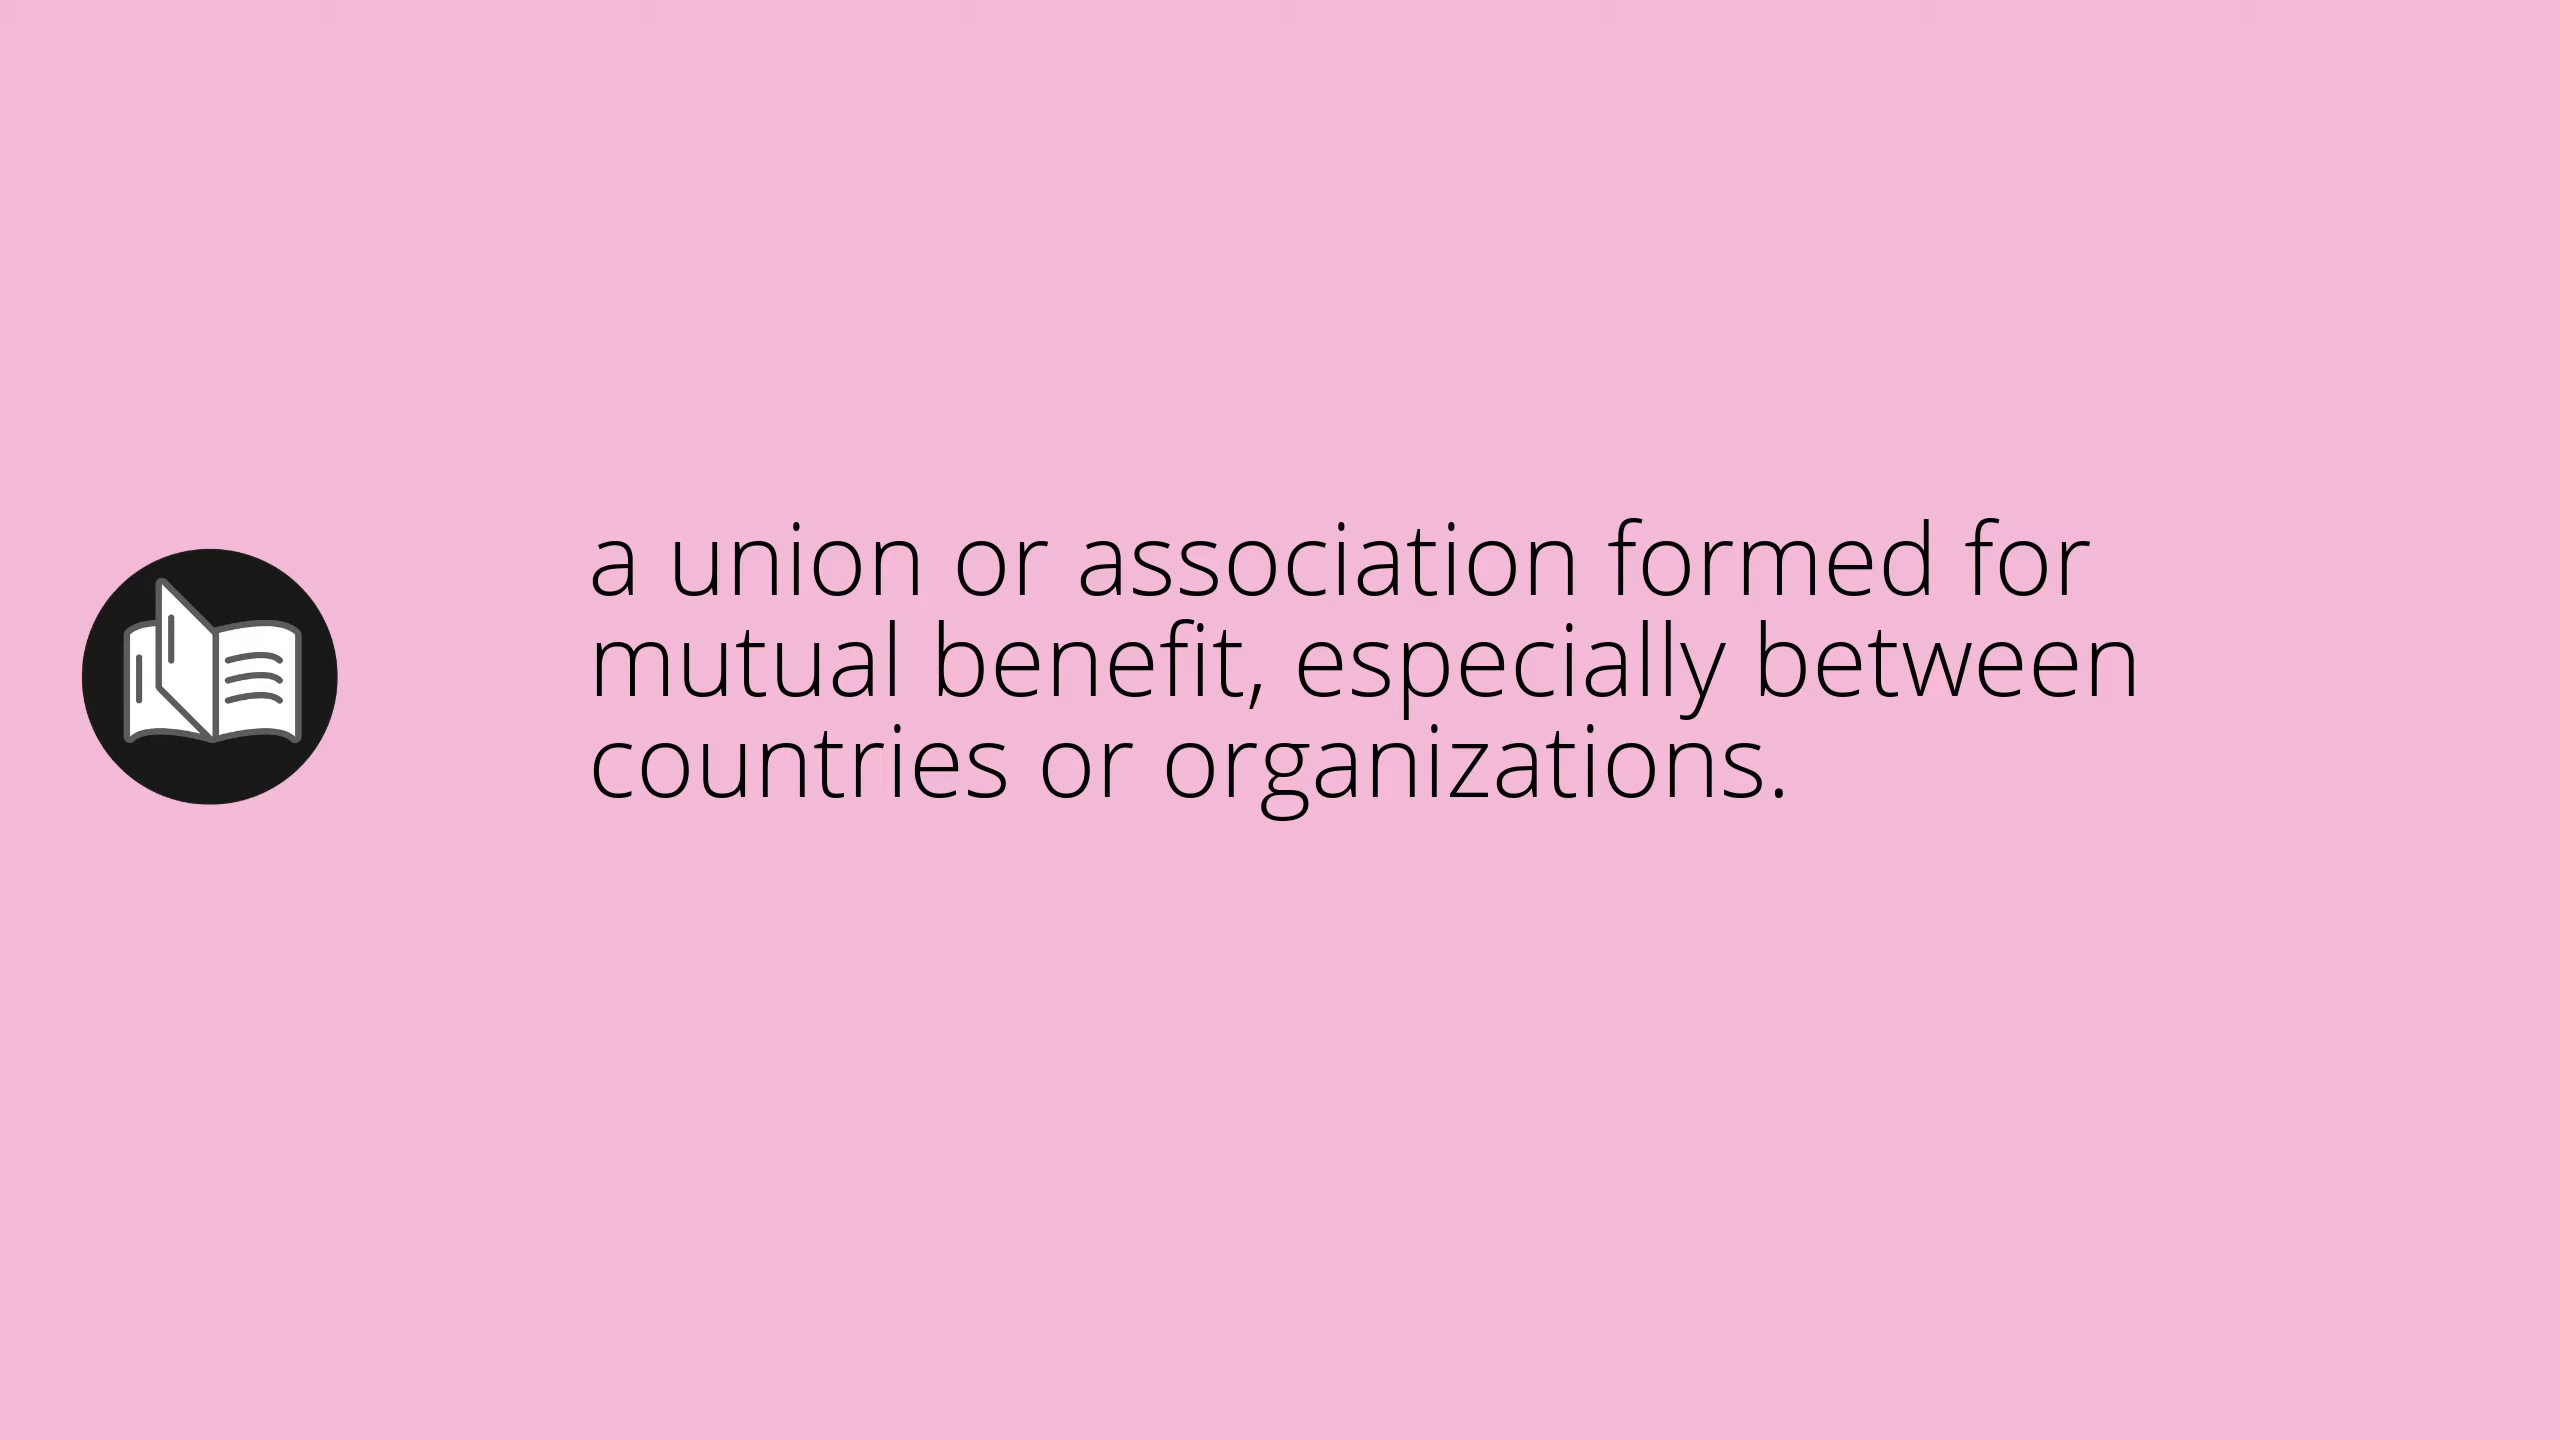 a union or association formed for
mutual benefit, especially between
countries or organizations.